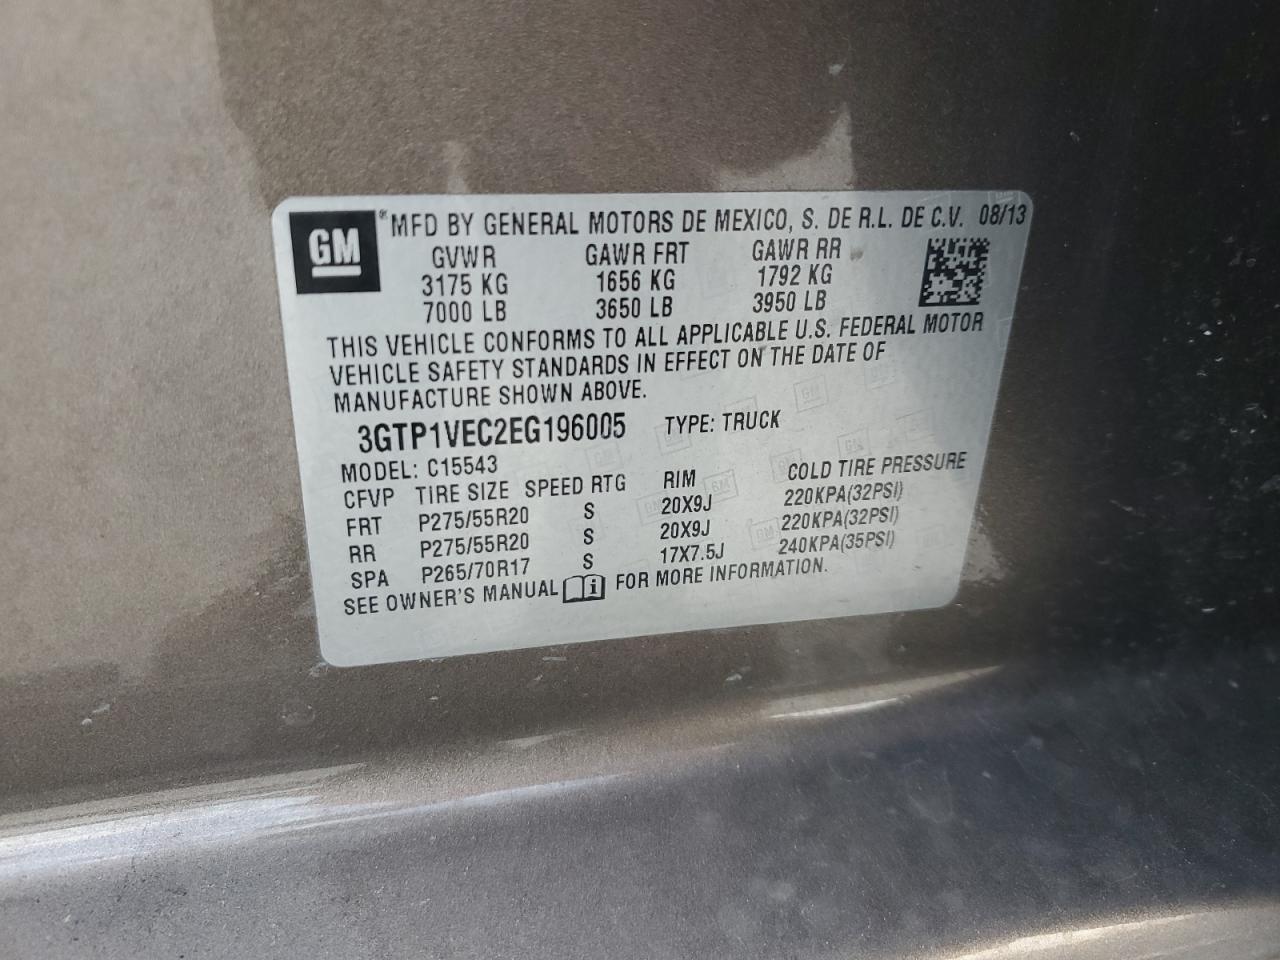 GM ® MFD BY GENERAL MOTORS DE MEXICO, S. DE R.L. DE C.V. 08/13
GVWR GAWR FRT GAWR RR
3175 KG 1656 KG 1792 KG
7000 LB 3650 LB 3950 LB
THIS VEHICLE CONFORMS TO ALL APPLICABLE U.S. FEDERAL MOTOR
VEHICLE SAFETY STANDARDS IN EFFECT ON THE DATE OF
MANUFACTURE SHOWN ABOVE.
3GTP1VEC2EG196005 TYPE: TRUCK
MODEL: C15543
CFVP TIRE SIZE SPEED RTG RIM COLD TIRE PRESSURE
FRT P275/55R20 S 20X9J 220KPA(32PSI)
RR P275/55R20 S 20X9J 220KPA(32PSI)
SPA P265/70R17 S 17X7.5J 240KPA(35PSI)
SEE OWNER'S MANUAL i FOR MORE INFORMATION.